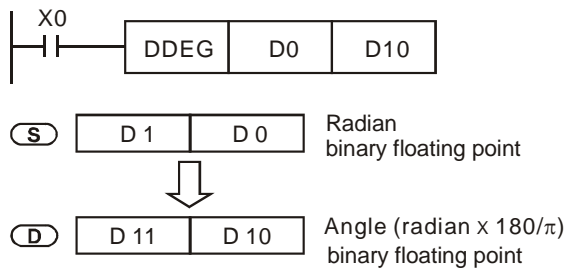 X0
DDEG D0 D10
S D 1 D 0 Radian
binary floating point
D D 11 D 10 Angle (radian x 180/π)
binary floating point